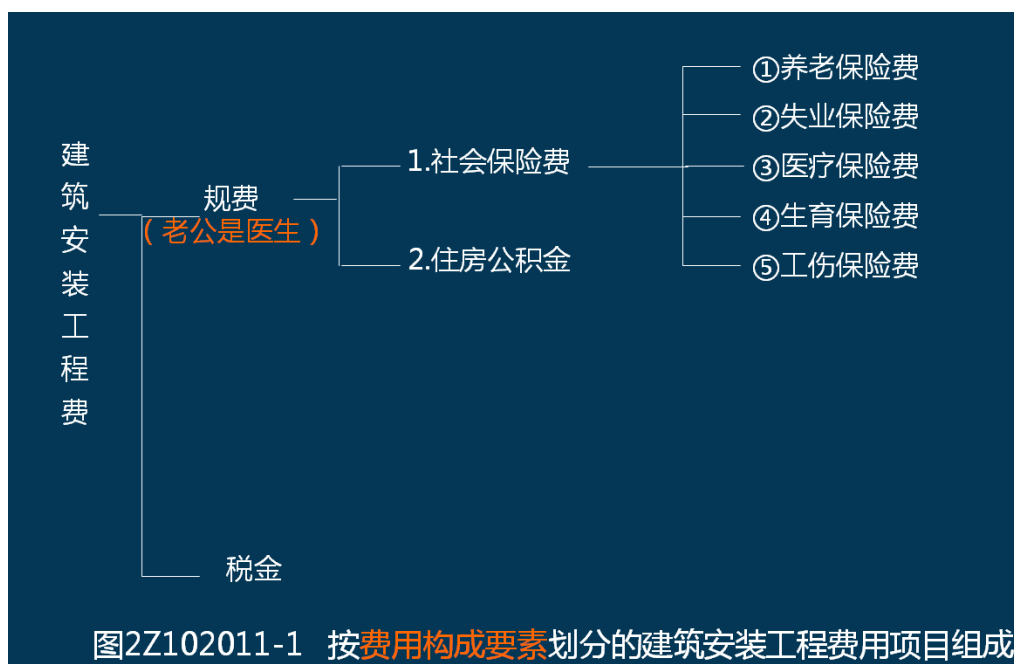 建筑安装工程费
规费
（老公是医生）
税金
1.社会保险费
2.住房公积金
①养老保险费
②失业保险费
③医疗保险费
④生育保险费
⑤工伤保险费
图2Z102011-1 按费用构成要素划分的建筑安装工程费用项目组成